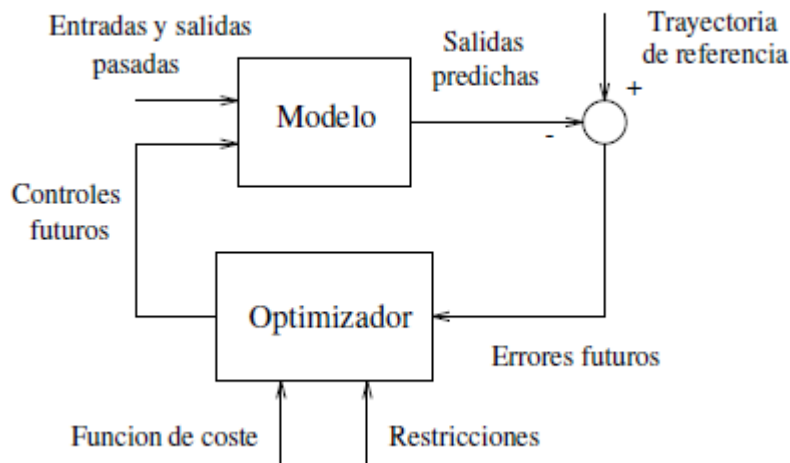 Entradas y salidas
pasadas
Salidas
predichas
Trayectoria
de referencia
+
Modelo
-
Controles
futuros
Optimizador
Errores futuros
Funcion de coste
Restricciones